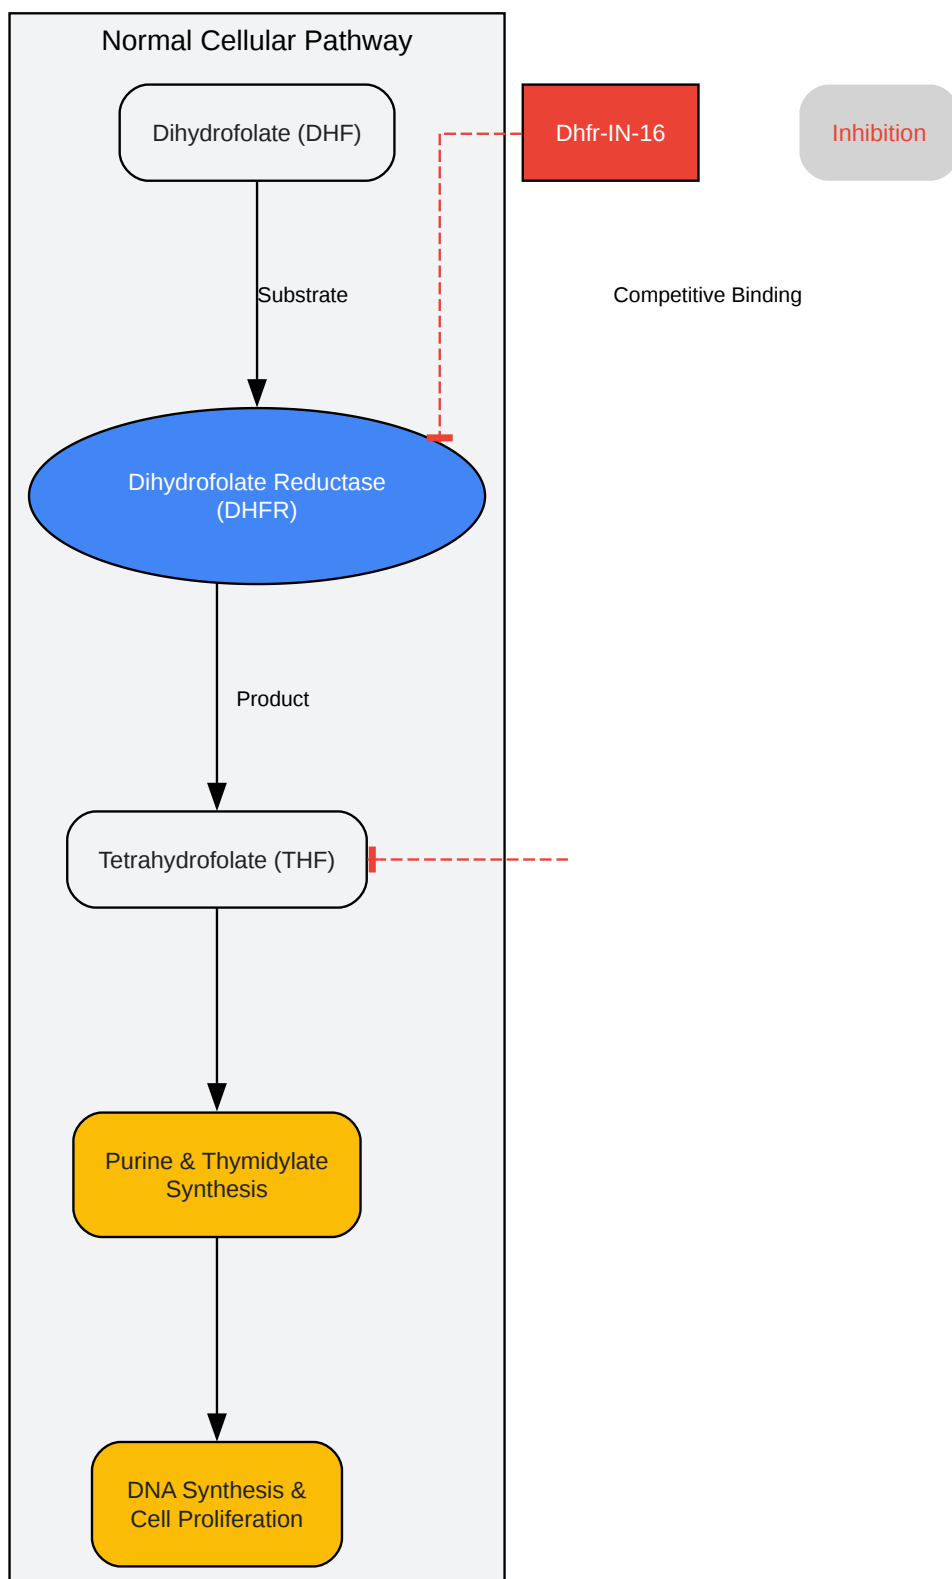 Normal Cellular Pathway
Dihydrofolate (DHF)
Dhfr-IN-16
Inhibition
Substrate
Competitive Binding
Dihydrofolate Reductase
(DHFR)
Product
Tetrahydrofolate (THF)
Purine & Thymidylate
Synthesis
DNA Synthesis &
Cell Proliferation